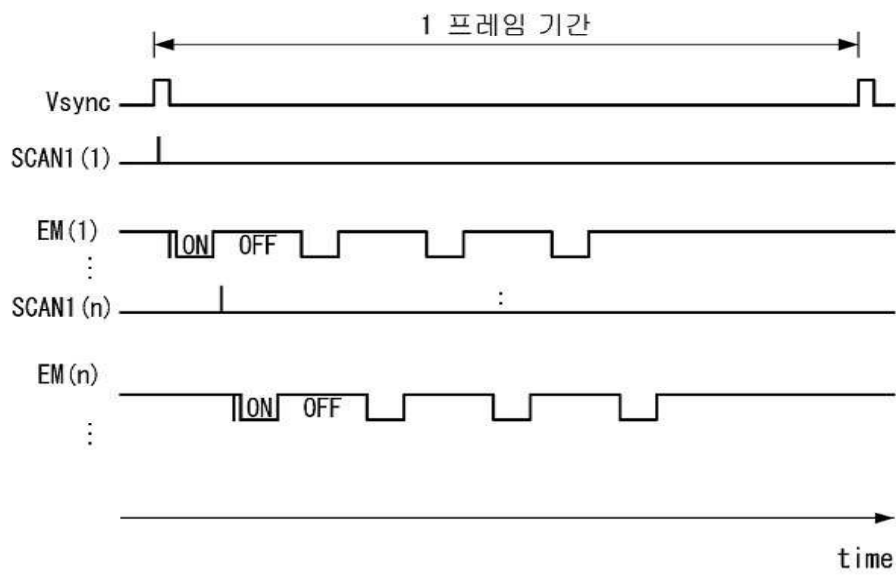 1 프레임 기간
Vsync
SCAN1(1)
EM(1)
ON OFF
⋮
SCAN1(n)
⋮
EM(n)
ON OFF
⋮
time